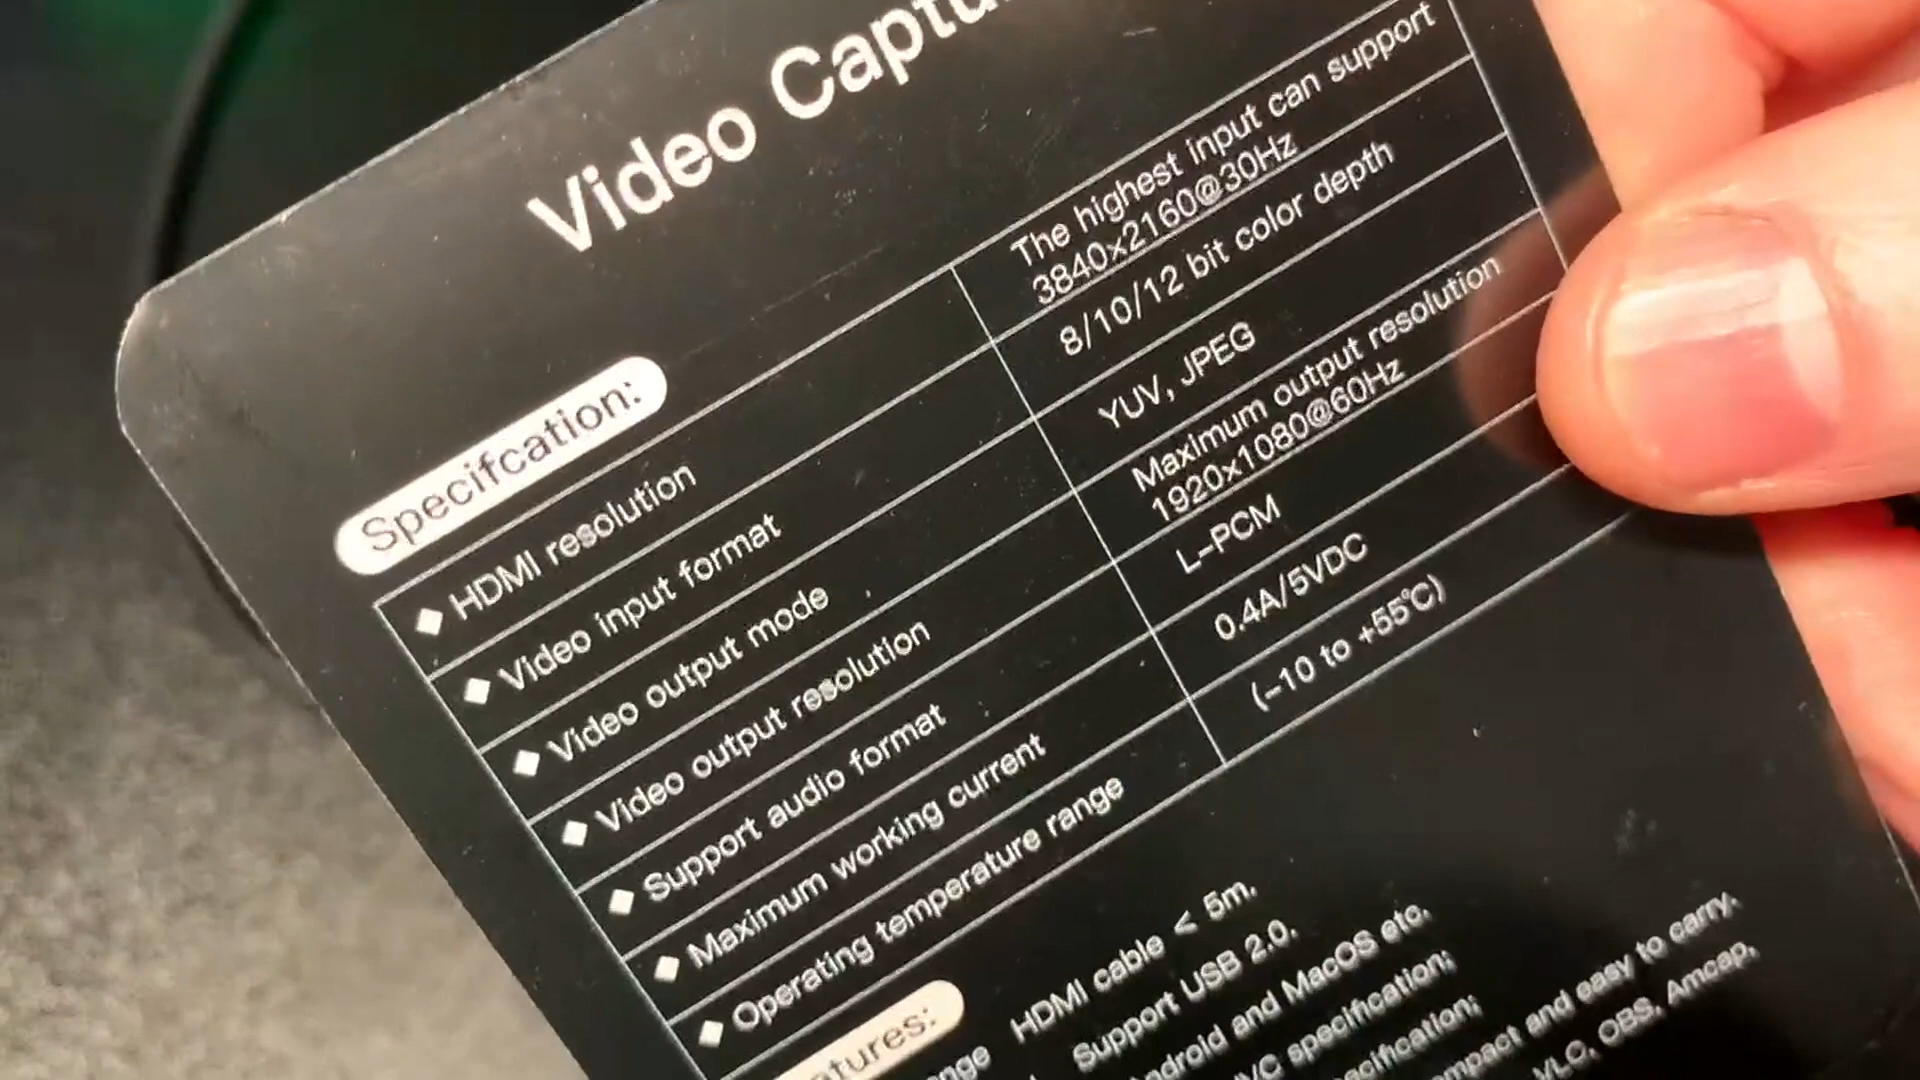 Video
Specifcation:
◆ HDMI resolution
The highest input can support
3840x2160@30Hz
◆ Video input format
8/10/12 bit color depth
◆ Video output mode
YUV, JPEG
◆ Video output resolution
Maximum output resolution
1920x1080@60Hz
◆ Support audio format
L-PCM
◆ Maximum working current
0.4A/5VDC
◆ Operating temperature range
(-10 to +55℃)
HDMI cable < 5m.
Support USB 2.0.
and MacOS etc.
specification;
and easy to carry.
VLC, OBS, Amcap,